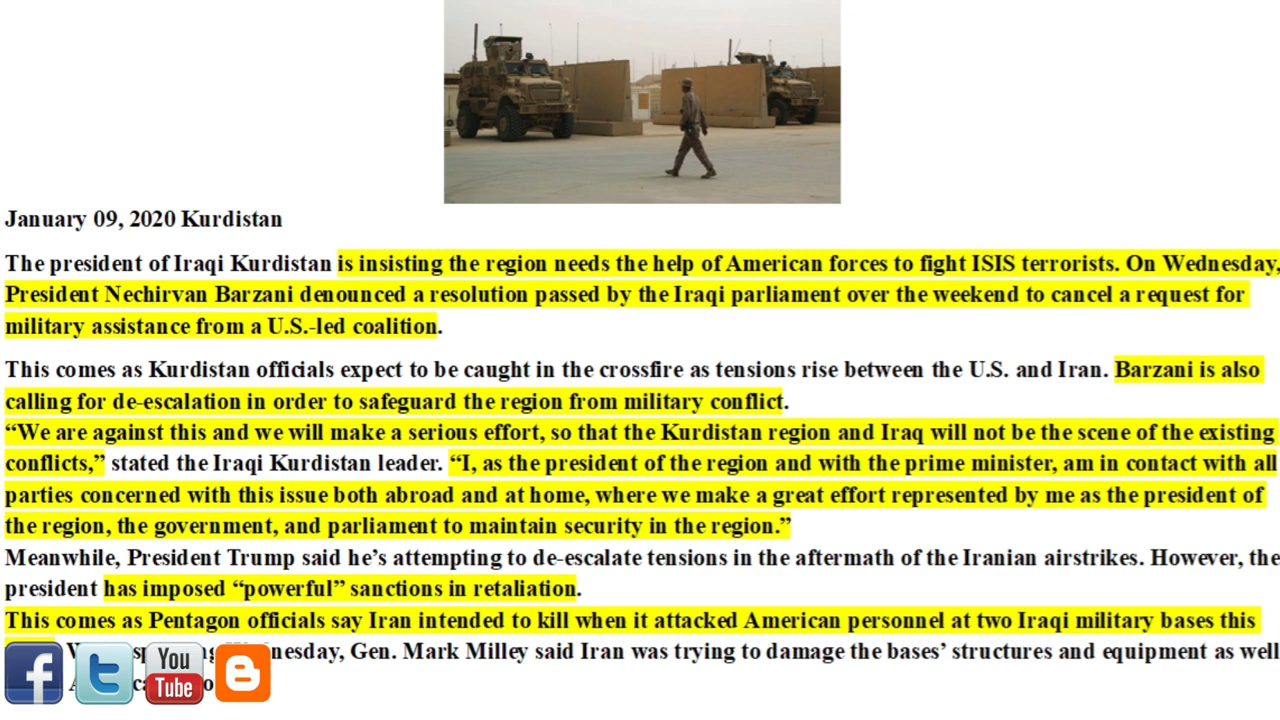 January 09, 2020 Kurdistan
The president of Iraqi Kurdistan is insisting the region needs the help of American forces to fight ISIS terrorists. On Wednesday,
President Nechirvan Barzani denounced a resolution passed by the Iraqi parliament over the weekend to cancel a request for
military assistance from a U.S.-led coalition.
This comes as Kurdistan officials expect to be caught in the crossfire as tensions rise between the U.S. and Iran. Barzani is also
calling for de-escalation in order to safeguard the region from military conflict.
“We are against this and we will make a serious effort, so that the Kurdistan region and Iraq will not be the scene of the existing
conflicts,” stated the Iraqi Kurdistan leader. “I, as the president of the region and with the prime minister, am in contact with all
parties concerned with this issue both abroad and at home, where we make a great effort represented by me as the president of
the region, the government, and parliament to maintain security in the region.”
Meanwhile, President Trump said he’s attempting to de-escalate tensions in the aftermath of the Iranian airstrikes. However, the
president has imposed “powerful” sanctions in retaliation.
This comes as Pentagon officials say Iran intended to kill when it attacked American personnel at two Iraqi military bases this
Gen. Mark Milley said Iran was trying to damage the bases’ structures and equipment as well
You Tube